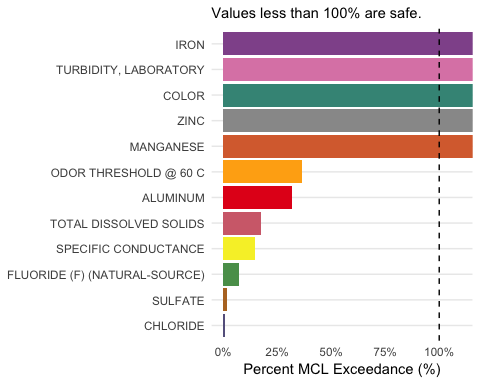 Values less than 100% are safe.
IRON
TURBIDITY, LABORATORY
COLOR
ZINC
MANGANESE
ODOR THRESHOLD @ 60 C
ALUMINUM
TOTAL DISSOLVED SOLIDS
SPECIFIC CONDUCTANCE
FLUORIDE (F) (NATURAL-SOURCE)
SULFATE
CHLORIDE
0% 25% 50% 75% 100%
Percent MCL Exceedance (%)